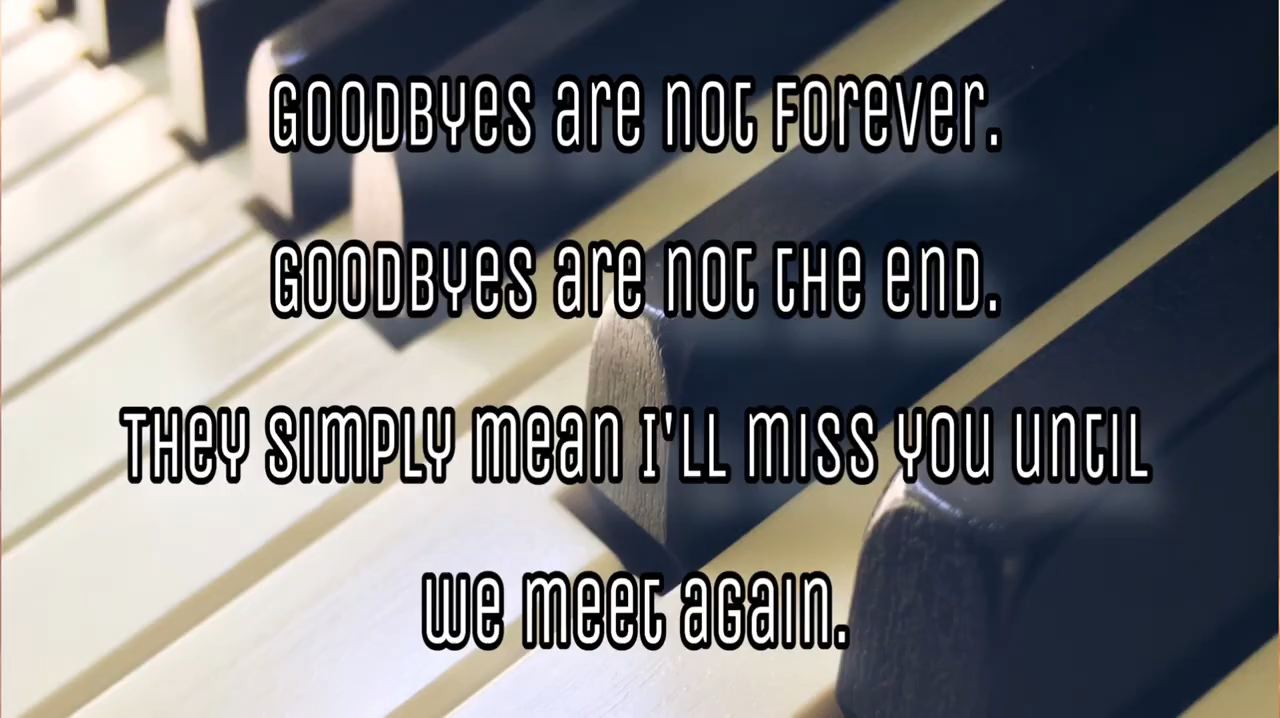 Goodbyes are not forever.
Goodbyes are not the end.
They simply mean I'll miss you until
we meet again.